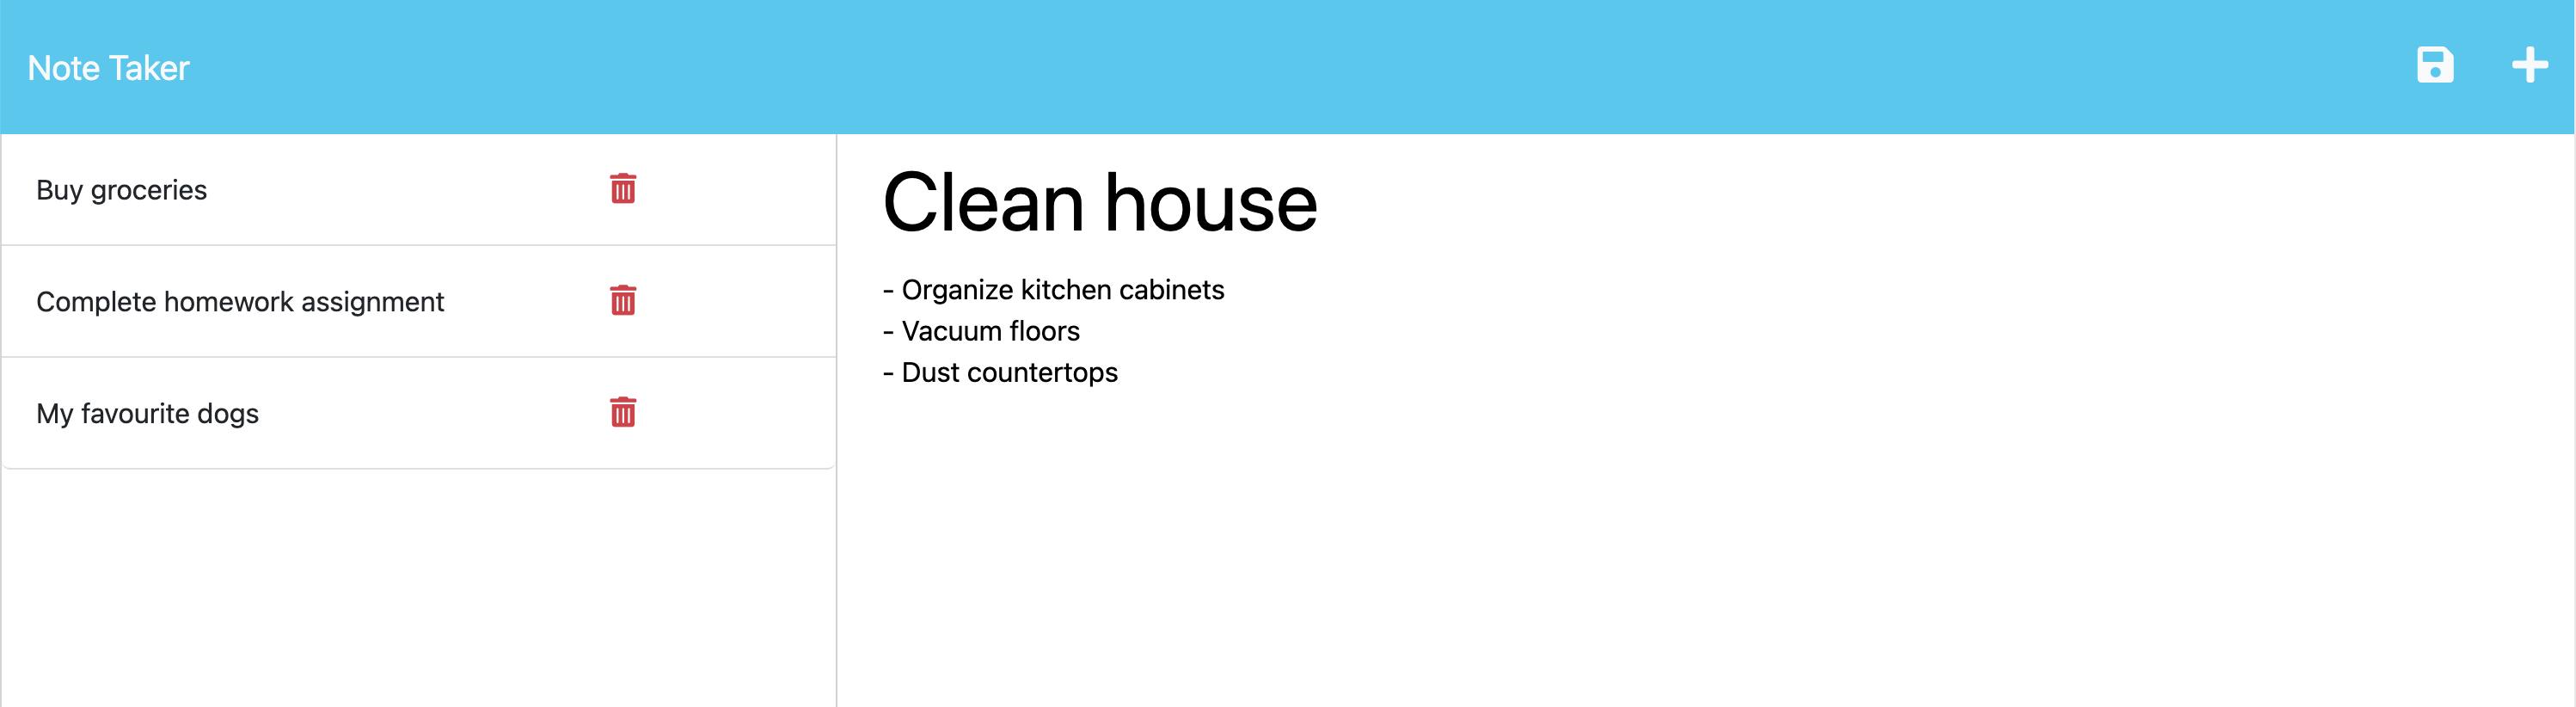 Note Taker
Buy groceries
Complete homework assignment
My favourite dogs
Clean house
- Organize kitchen cabinets
- Vacuum floors
- Dust countertops